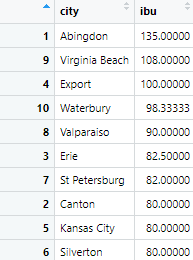 city ibu
1 Abingdon 135.00000
9 Virginia Beach 108.00000
4 Export 100.00000
10 Waterbury 98.33333
8 Valparaiso 90.00000
3 Erie 82.50000
7 St Petersburg 82.00000
2 Canton 80.00000
5 Kansas City 80.00000
6 Silverton 80.00000